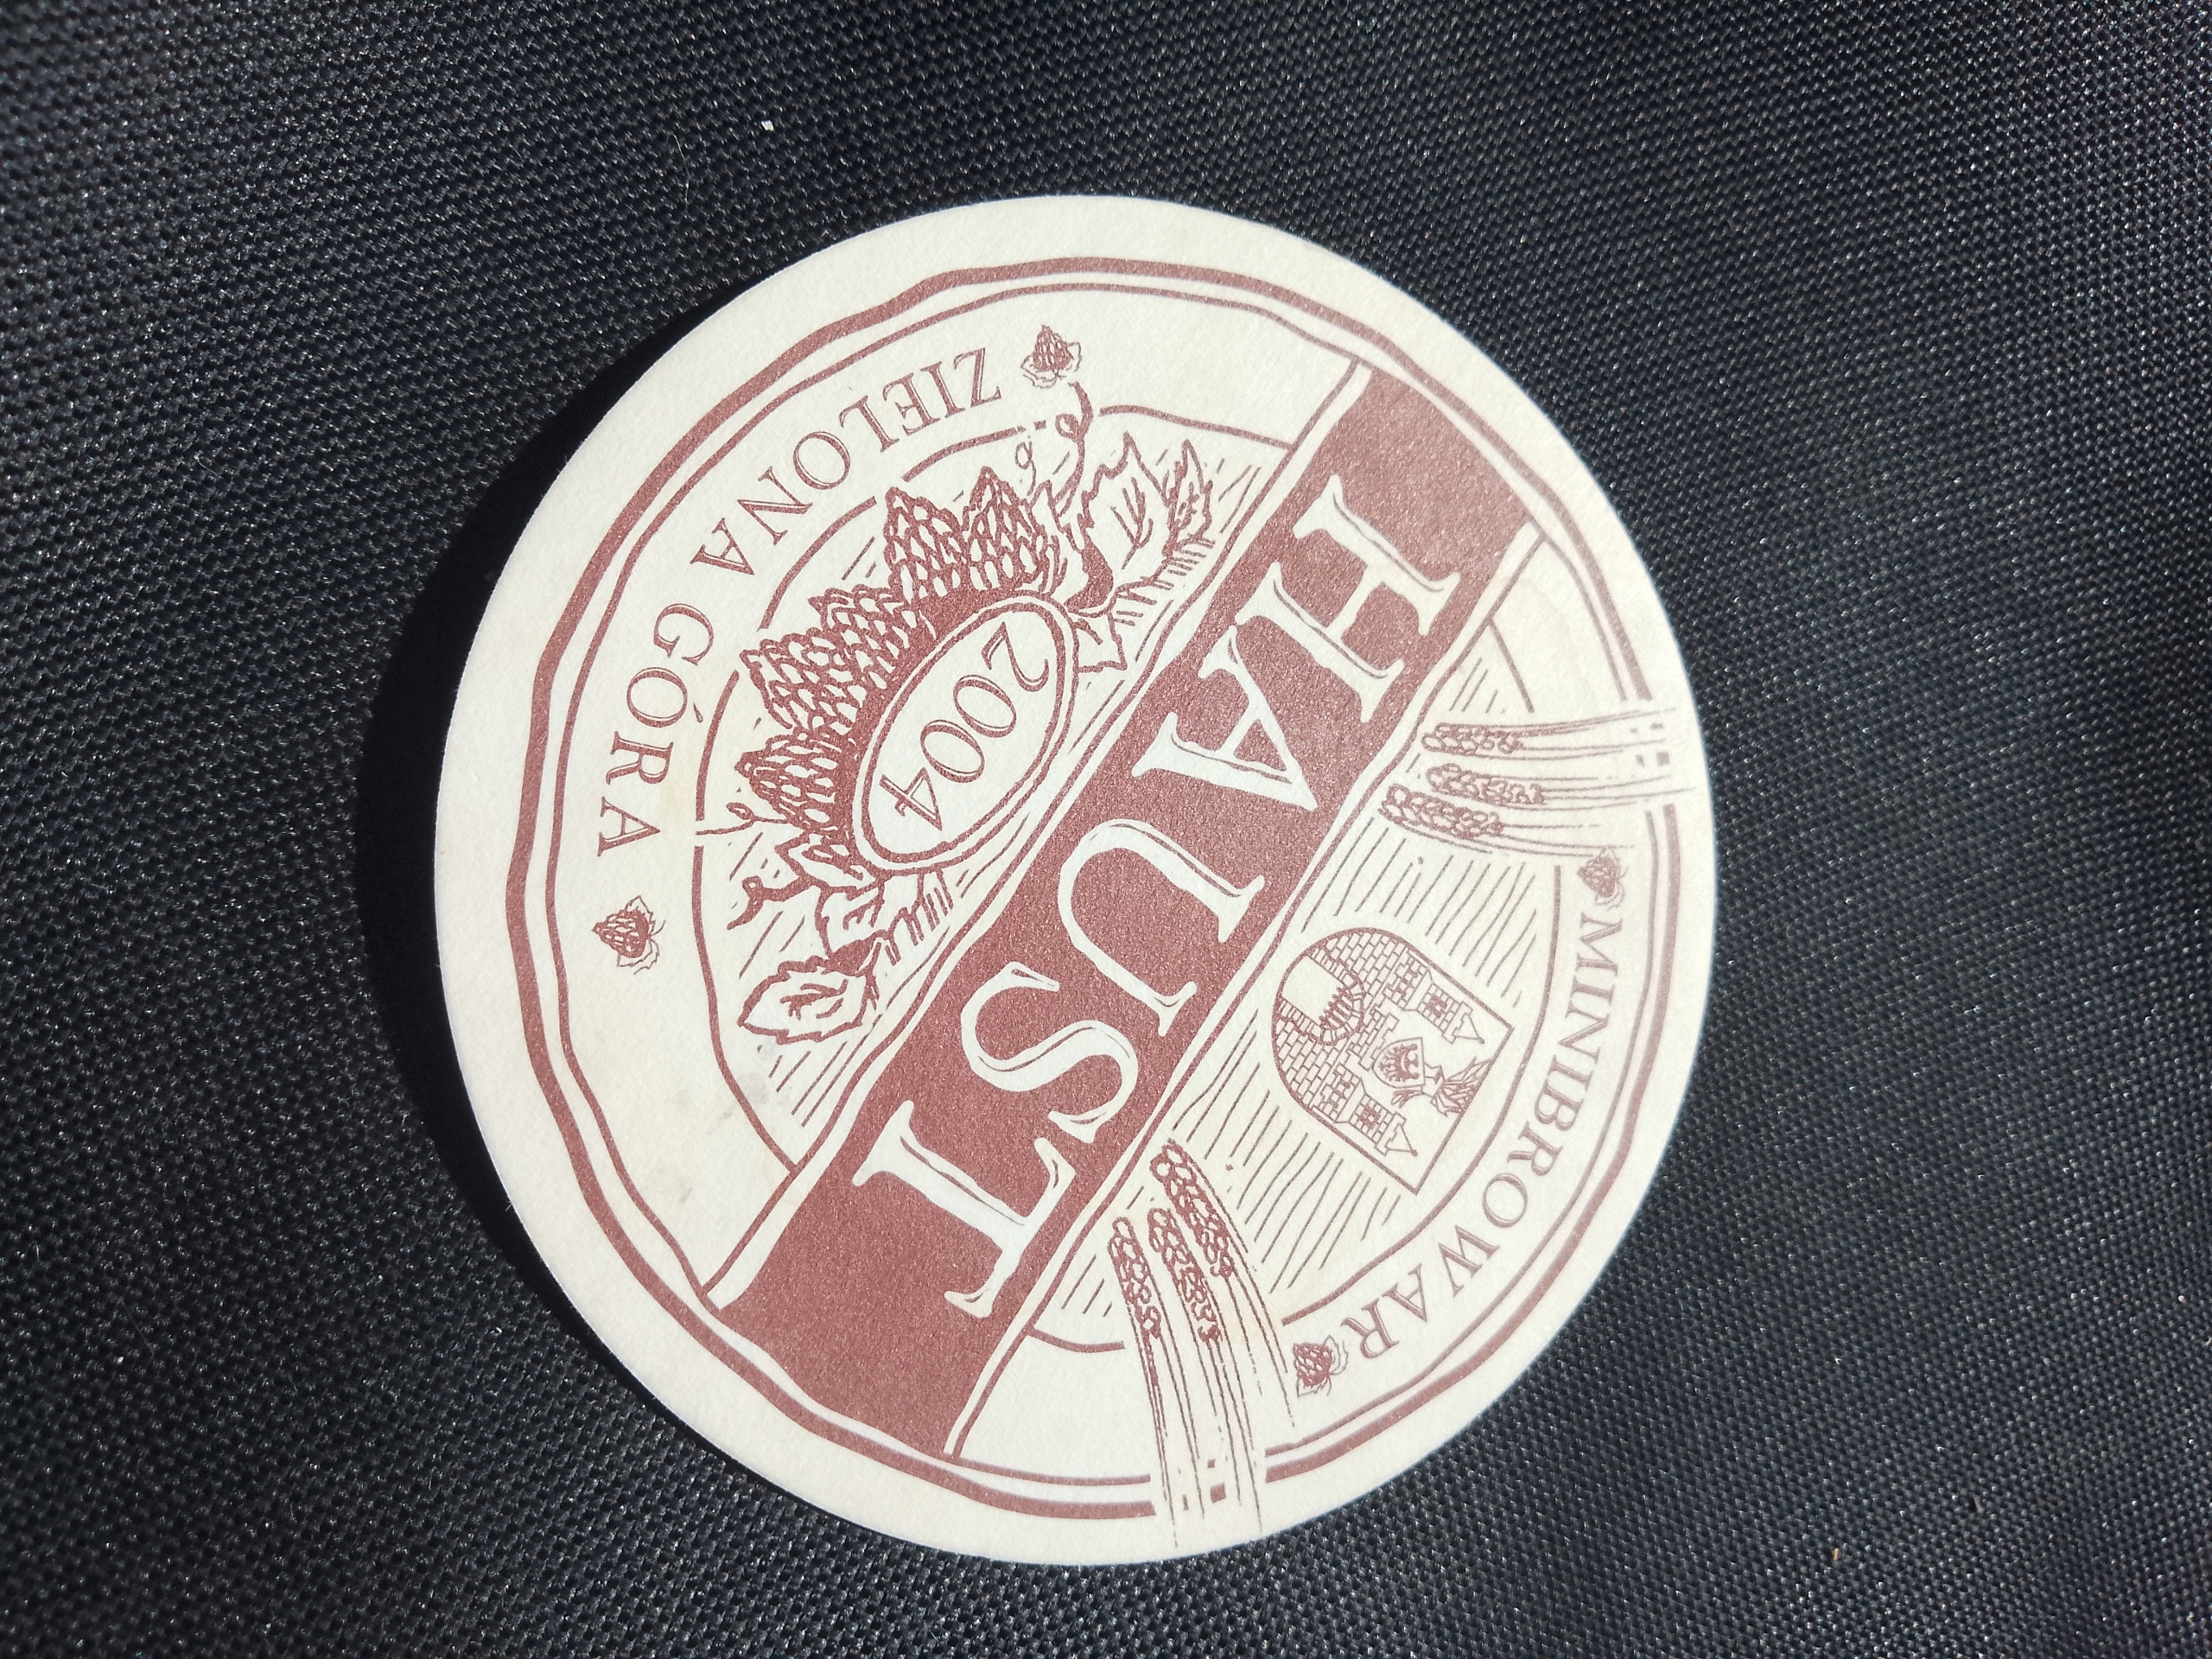 MINIBROWAR
HAUST
2004
ZIELONA GÓRA